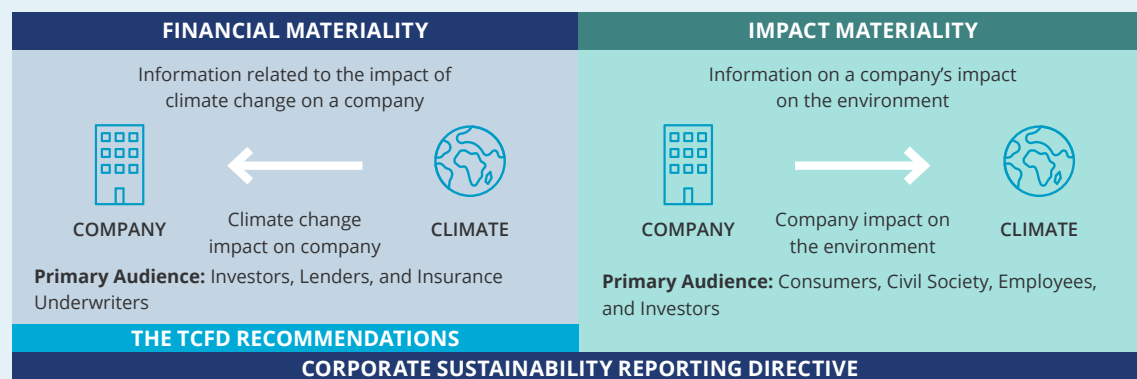 FINANCIAL MATERIALITY
Information related to the impact of
climate change on a company
COMPANY
Climate change
impact on company
CLIMATE
Primary Audience: Investors, Lenders, and Insurance
Underwriters
THE TCFD RECOMMENDATIONS
IMPACT MATERIALITY
Information on a company’s impact
on the environment
COMPANY
Company impact on
the environment
CLIMATE
Primary Audience: Consumers, Civil Society, Employees,
and Investors
CORPORATE SUSTAINABILITY REPORTING DIRECTIVE